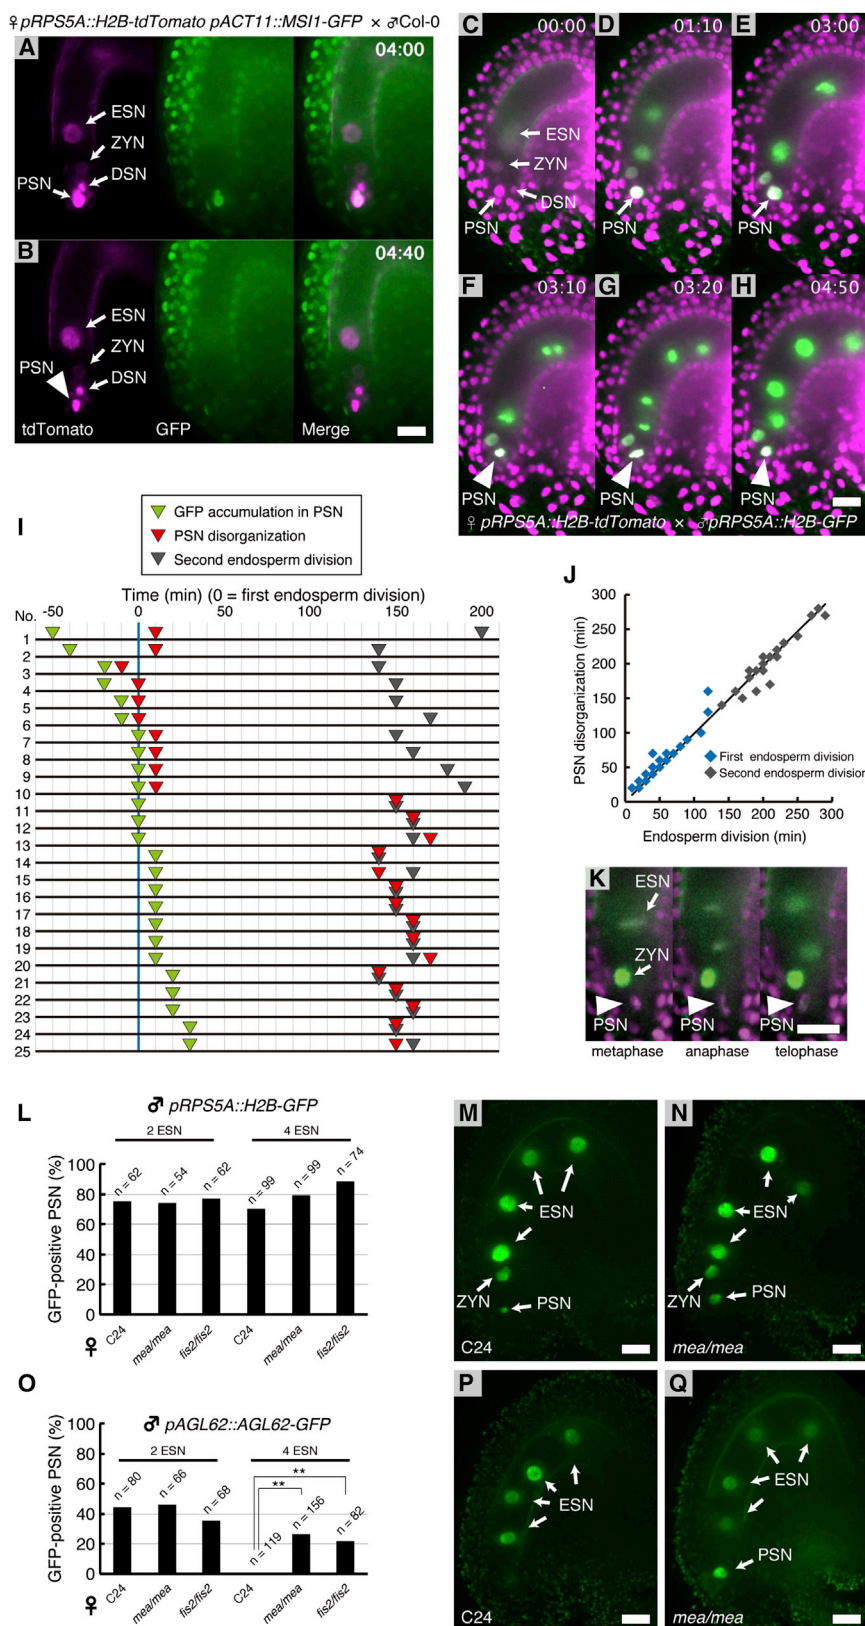 ♀pRPS5A::H2B-tdTomato pACT11::MSI1-GFP × ♂Col-0
A
04:00
ESN
ZYN
PSN
DSN
B
04:40
ESN
ZYN
PSN
DSN
tdTomato
GFP
Merge
C
00:00
ESN
ZYN
DSN
PSN
D
01:10
PSN
E
03:00
PSN
F
03:10
PSN
G
03:20
PSN
H
04:50
PSN
♀pRPS5A::H2B-tdTomato × ♂pRPS5A::H2B-GFP
I
GFP accumulation in PSN
PSN disorganization
Second endosperm division
Time (min) (0 = first endosperm division)
No. -50 0 50 100 150 200
1
2
3
4
5
6
7
8
9
10
11
12
13
14
15
16
17
18
19
20
21
22
23
24
25
J
PSN disorganization (min)
300
250
200
150
100
50
0
First endosperm division
Second endosperm division
0 50 100 150 200 250 300
Endosperm division (min)
K
ESN
ZYN
PSN
PSN
PSN
metaphase
anaphase
telophase
L
♂ pRPS5A::H2B-GFP
2 ESN
4 ESN
GFP-positive PSN (%)
100
80
60
40
20
0
n = 62
n = 54
n = 62
n = 99
n = 99
n = 74
♀
C24
mea/mea
fis2/fis2
C24
mea/mea
fis2/fis2
M
ESN
ZYN
PSN
C24
N
ESN
ZYN
PSN
mea/mea
O
♂ pAGL62::AGL62-GFP
2 ESN
4 ESN
GFP-positive PSN (%)
100
80
60
40
20
0
n = 80
n = 66
n = 68
n = 119
n = 156
n = 82
**
**
♀
C24
mea/mea
fis2/fis2
C24
mea/mea
fis2/fis2
P
ESN
C24
Q
ESN
PSN
mea/mea